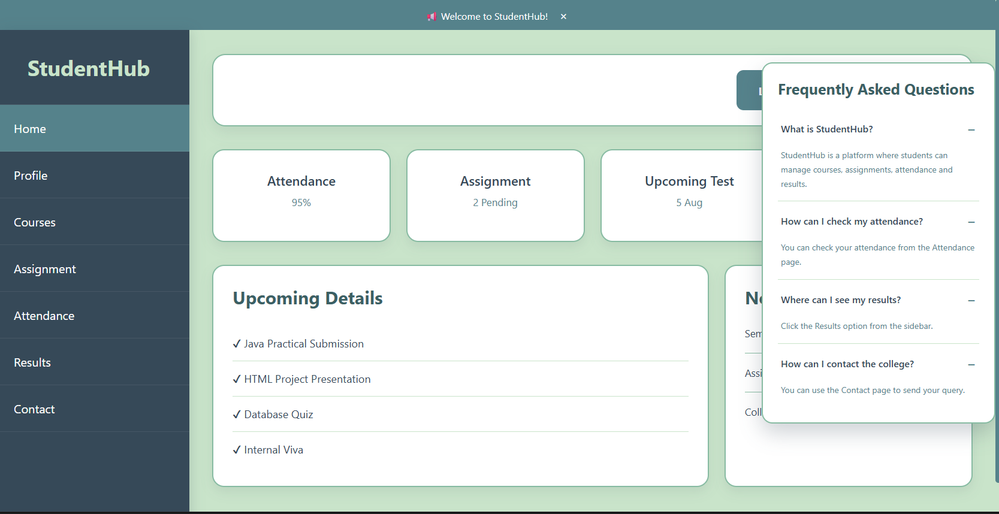 📢 Welcome to StudentHub! ×
StudentHub
Home
Profile
Courses
Assignment
Attendance
Results
Contact
Attendance
95%
Assignment
2 Pending
Upcoming Test
5 Aug
Upcoming Details
✓ Java Practical Submission
✓ HTML Project Presentation
✓ Database Quiz
✓ Internal Viva
Frequently Asked Questions
What is StudentHub? −
StudentHub is a platform where students can
manage courses, assignments, attendance and
results.
How can I check my attendance? −
You can check your attendance from the Attendance
page.
Where can I see my results? −
Click the Results option from the sidebar.
How can I contact the college? −
You can use the Contact page to send your query.